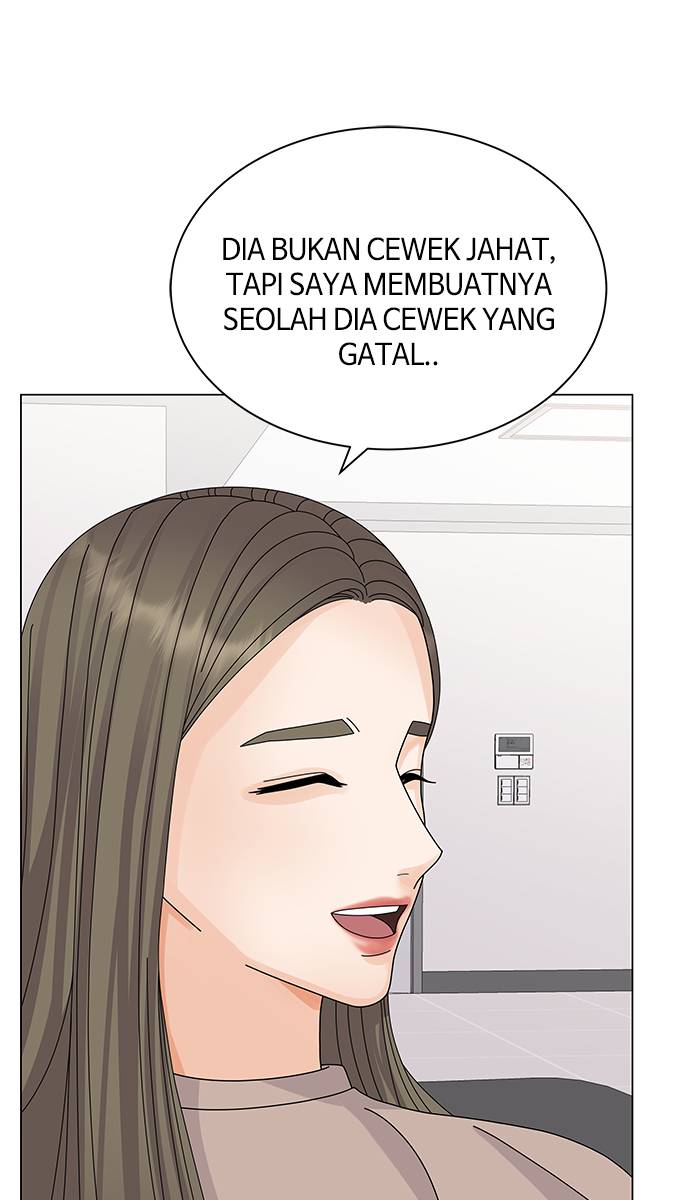 DIA BUKAN CEWEK JAHAT,
TAPI SAYA MEMBUATNYA
SEOLAH DIA CEWEK YANG
GATAL..